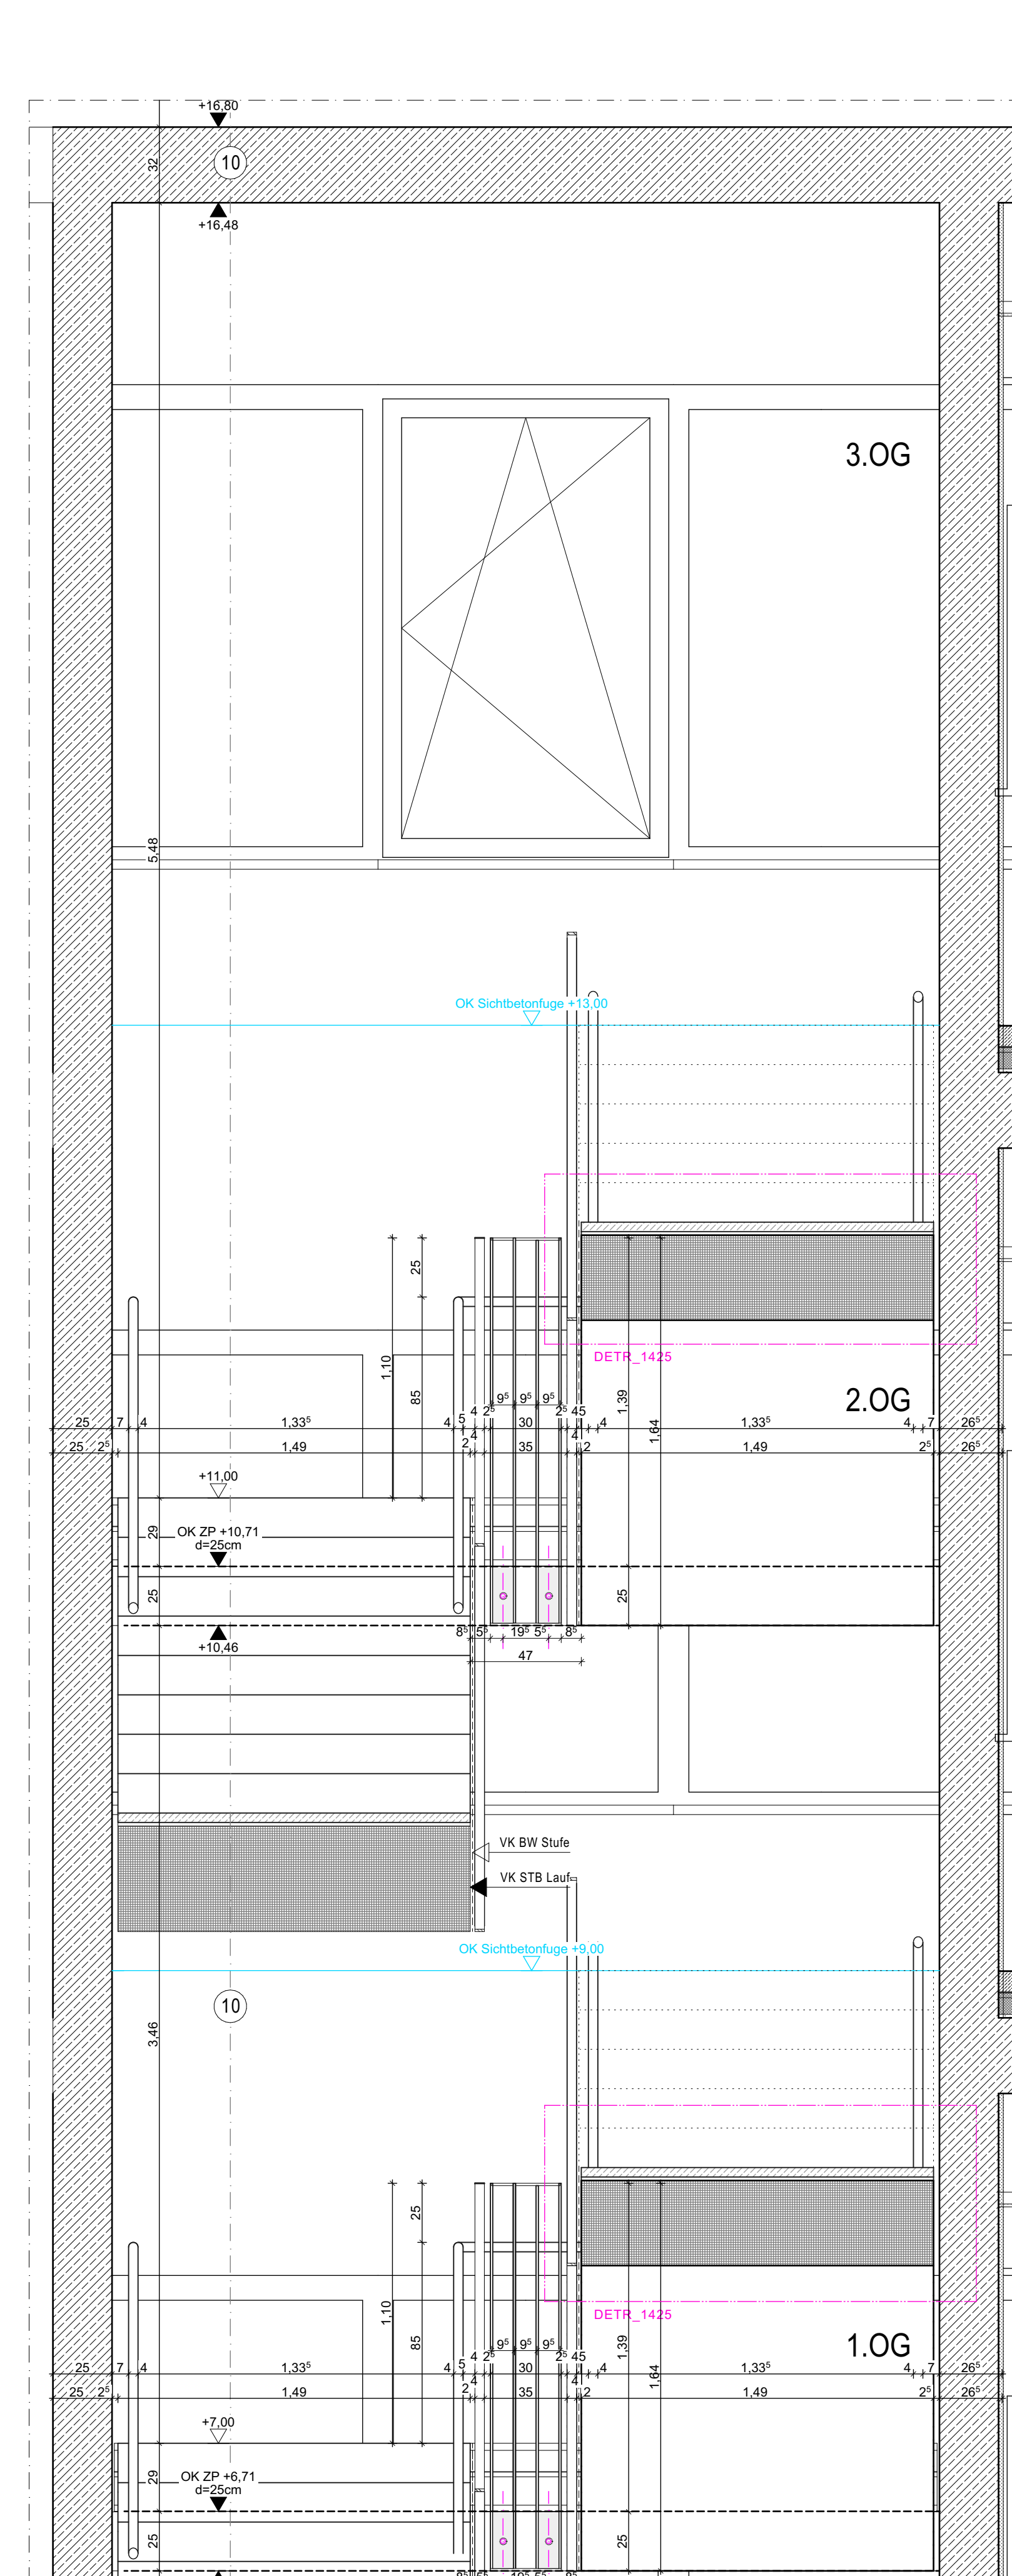 +16,80
32
10
+16,48
3.OG
5,48
OK Sichtbetonfuge +13,00
25
DETR_1425
1,10
85
1,39
2.OG
9⁵ 9⁵ 9⁵
1,64
25 7 4 1,33⁵ 4 5 4 2⁵ 30 2⁵ 45 4 1,33⁵ 4 7 26⁵
25 2⁵ 1,49 2 4 35 4 2 1,49 2⁵ 26⁵
+11,00
29
OK ZP +10,71
d=25cm
25
25
+10,46
8⁵ 5⁵ 19⁵ 5⁵ 8⁵
47
VK BW Stufe
VK STB Lauf
OK Sichtbetonfuge +9,00
10
3,46
25
DETR_1425
1,10
85
1,39
1.OG
9⁵ 9⁵ 9⁵
1,64
25 7 4 1,33⁵ 4 5 4 2⁵ 30 2⁵ 45 4 1,33⁵ 4 7 26⁵
25 2⁵ 1,49 2 4 35 4 2 1,49 2⁵ 26⁵
+7,00
29
OK ZP +6,71
d=25cm
25
25